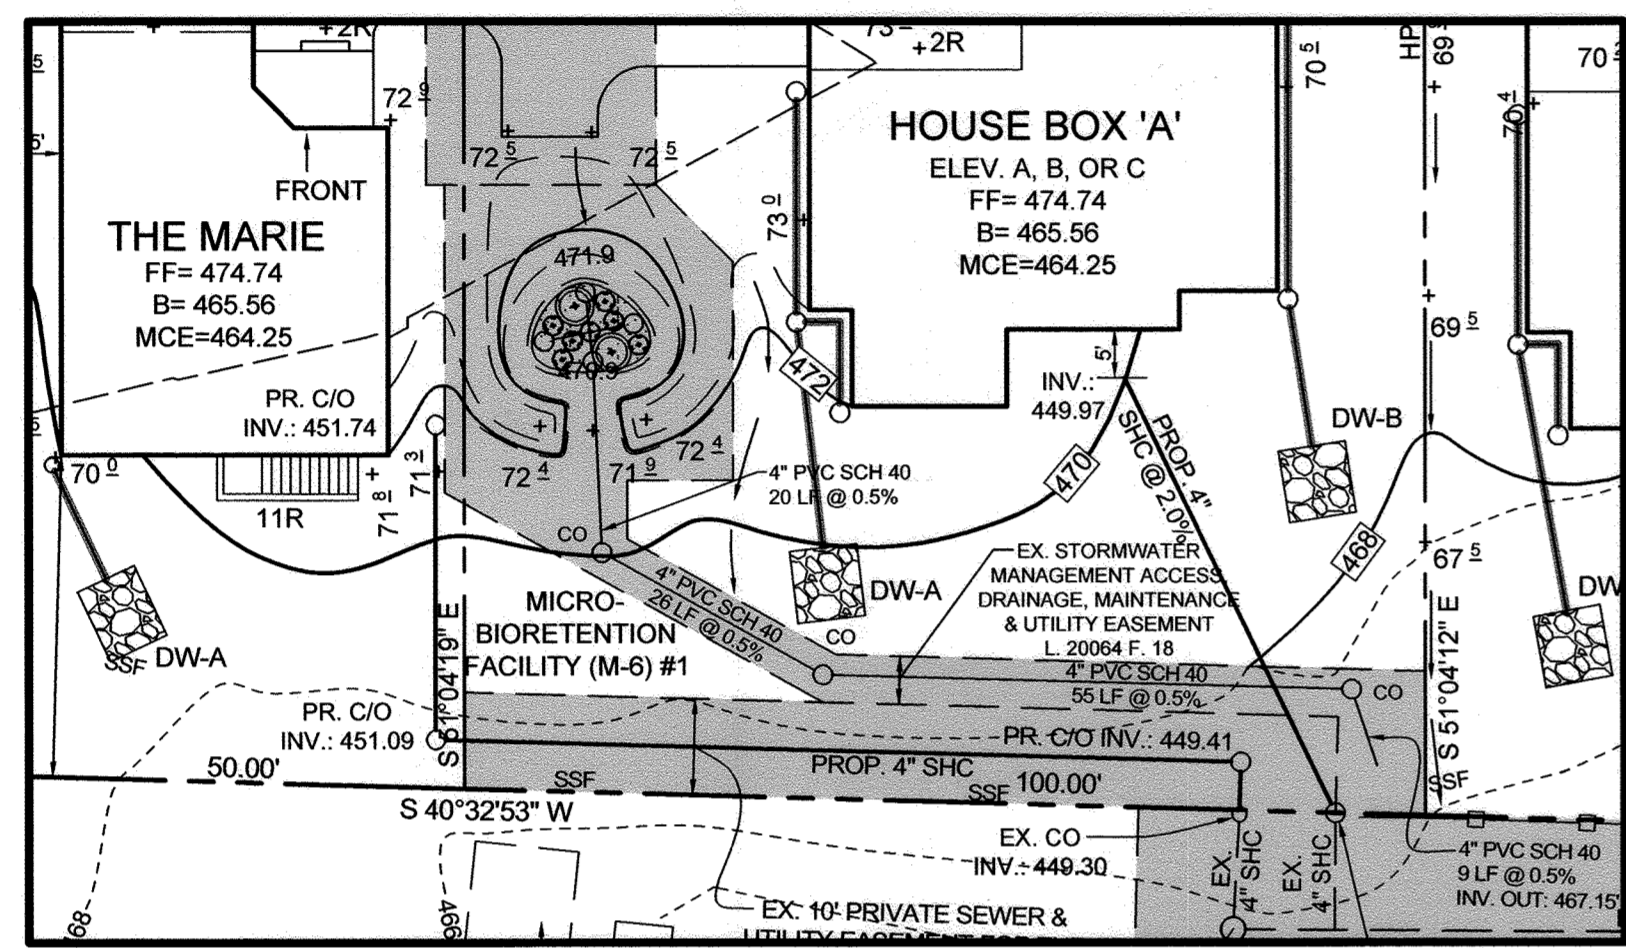 +2R
73
+2R
HP
69 5
70 5
70 2
72 9
70 4
5'
FRONT
72 5
72 5
HOUSE BOX 'A'
ELEV. A, B, OR C
FF= 474.74
B= 465.56
MCE=464.25
THE MARIE
FF= 474.74
B= 465.56
MCE=464.25
73 0
471.9
470.9
69 5
472
5'
INV.:
449.97
PR. C/O
INV.: 451.74
DW-B
PROP. 4"
SHC @ 2.0%
70 0
71 3
72 4
71 9
72 4
4" PVC SCH 40
20 LF @ 0.5%
470
11R
71 8
CO
468
67 5
EX. STORMWATER
MANAGEMENT ACCESS,
DRAINAGE, MAINTENANCE
& UTILITY EASEMENT
L. 20064 F. 18
4" PVC SCH 40
26 LF @ 0.5%
DW-A
DW
MICRO-
BIORETENTION
FACILITY (M-6) #1
CO
SSF
DW-A
S 51°04'19" E
S 51°04'12" E
4" PVC SCH 40
55 LF @ 0.5%
CO
PR. C/O
INV.: 451.09
PR. C/O INV.: 449.41
50.00'
SSF
PROP. 4" SHC
SSF
100.00'
SSF
S 40°32'53" W
EX. CO
INV.: 449.30
EX.
4" SHC
EX.
4" SHC
4" PVC SCH 40
9 LF @ 0.5%
INV. OUT: 467.15'
68
466
EX. 10' PRIVATE SEWER &
UTILITY EASEMENT FOR